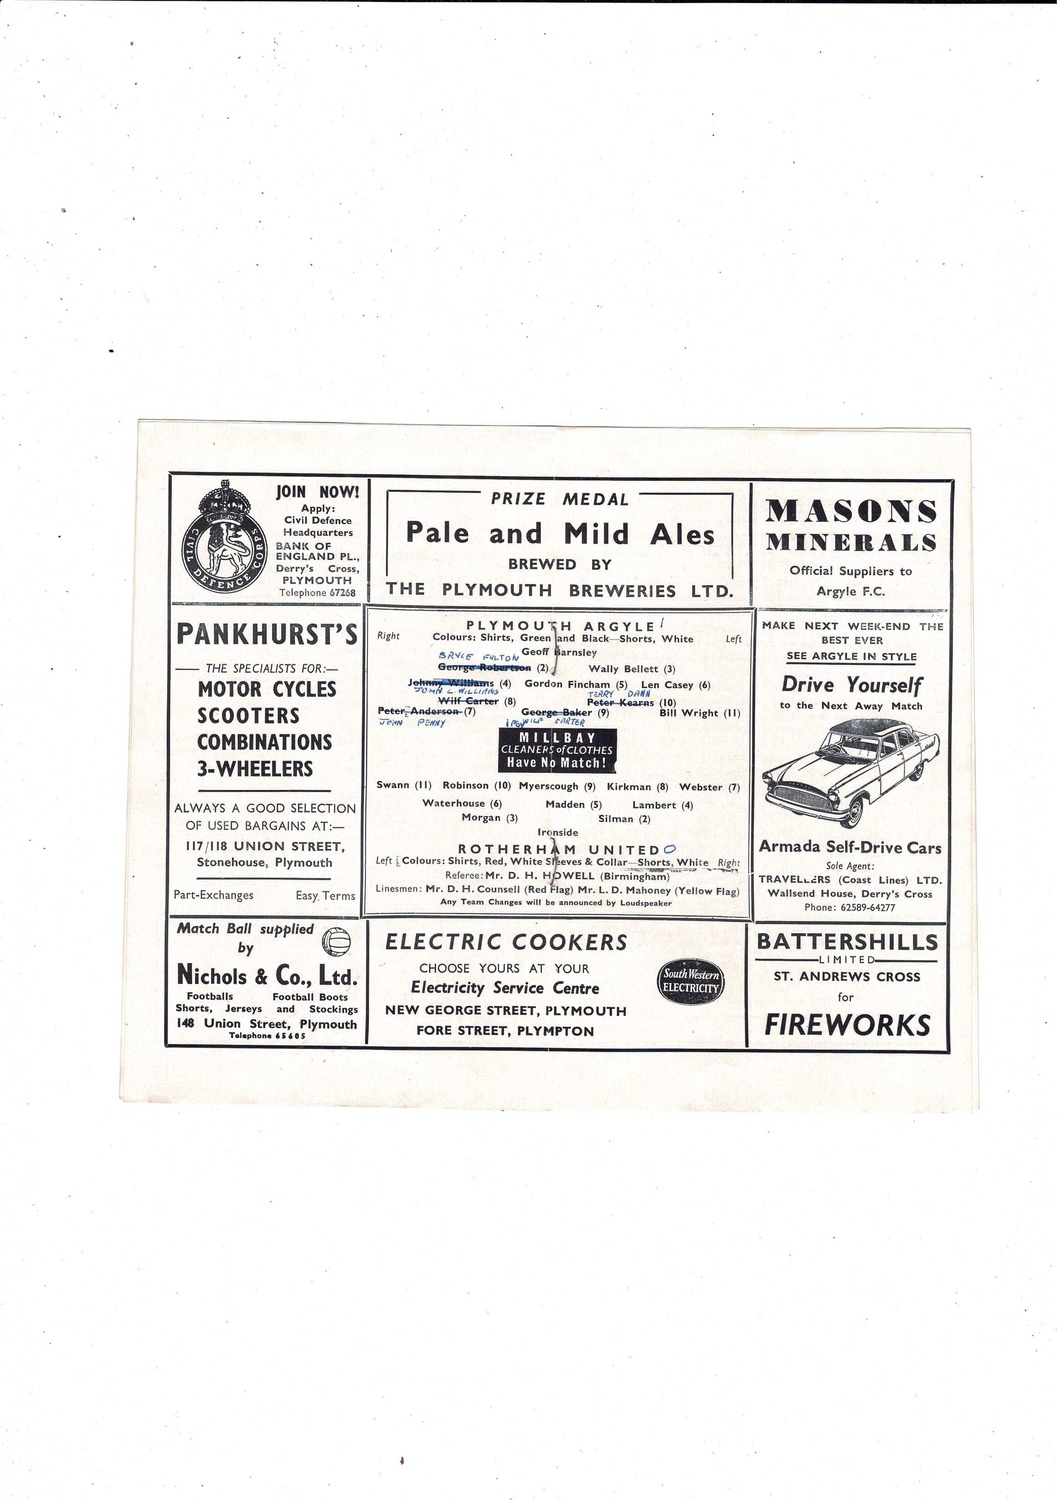 JOIN NOW!
Apply:
Civil Defence
Headquarters
BANK OF
ENGLAND PL.,
Derry's Cross,
PLYMOUTH
Telephone 67268
CIVIL DEFENCE CORPS
PRIZE MEDAL
Pale and Mild Ales
BREWED BY
THE PLYMOUTH BREWERIES LTD.
MASONS
MINERALS
Official Suppliers to
Argyle F.C.
PANKHURST'S
THE SPECIALISTS FOR:—
MOTOR CYCLES
SCOOTERS
COMBINATIONS
3-WHEELERS
ALWAYS A GOOD SELECTION
OF USED BARGAINS AT:—
117/118 UNION STREET,
Stonehouse, Plymouth
Part-Exchanges Easy Terms
PLYMOUTH ARGYLE 1
Right Colours: Shirts, Green and Black—Shorts, White Left
Geoff Barnsley
BRUCE FULTON
George Robertson (2) Wally Bellett (3)
Johnny Williams (4) Gordon Fincham (5) Len Casey (6)
JOHN L. WILLIAMS TERRY DANN
Wilf Carter (8) Peter Kearns (10)
Peter Anderson (7) George Baker (9) Bill Wright (11)
JOHN PENNY WILF CARTER
MILLBAY
CLEANERS of CLOTHES
Have No Match!
Swann (11) Robinson (10) Myerscough (9) Kirkman (8) Webster (7)
Waterhouse (6) Madden (5) Lambert (4)
Morgan (3) Silman (2)
Ironside
ROTHERHAM UNITED 0
Left Colours: Shirts, Red, White Sleeves & Collar—Shorts, White Right
Referee: Mr. D. H. HOWELL (Birmingham)
Linesmen: Mr. D. H. Counsell (Red Flag) Mr. L. D. Mahoney (Yellow Flag)
Any Team Changes will be announced by Loudspeaker
MAKE NEXT WEEK-END THE
BEST EVER
SEE ARGYLE IN STYLE
Drive Yourself
to the Next Away Match
Armada Self-Drive Cars
Sole Agent:
TRAVELLERS (Coast Lines) LTD.
Wallsend House, Derry's Cross
Phone: 62589-64277
Match Ball supplied
by
Nichols & Co., Ltd.
Footballs Football Boots
Shorts, Jerseys and Stockings
148 Union Street, Plymouth
Telephone 65605
ELECTRIC COOKERS
CHOOSE YOURS AT YOUR
Electricity Service Centre
NEW GEORGE STREET, PLYMOUTH
FORE STREET, PLYMPTON
South Western
ELECTRICITY
BATTERSHILLS
LIMITED
ST. ANDREWS CROSS
for
FIREWORKS